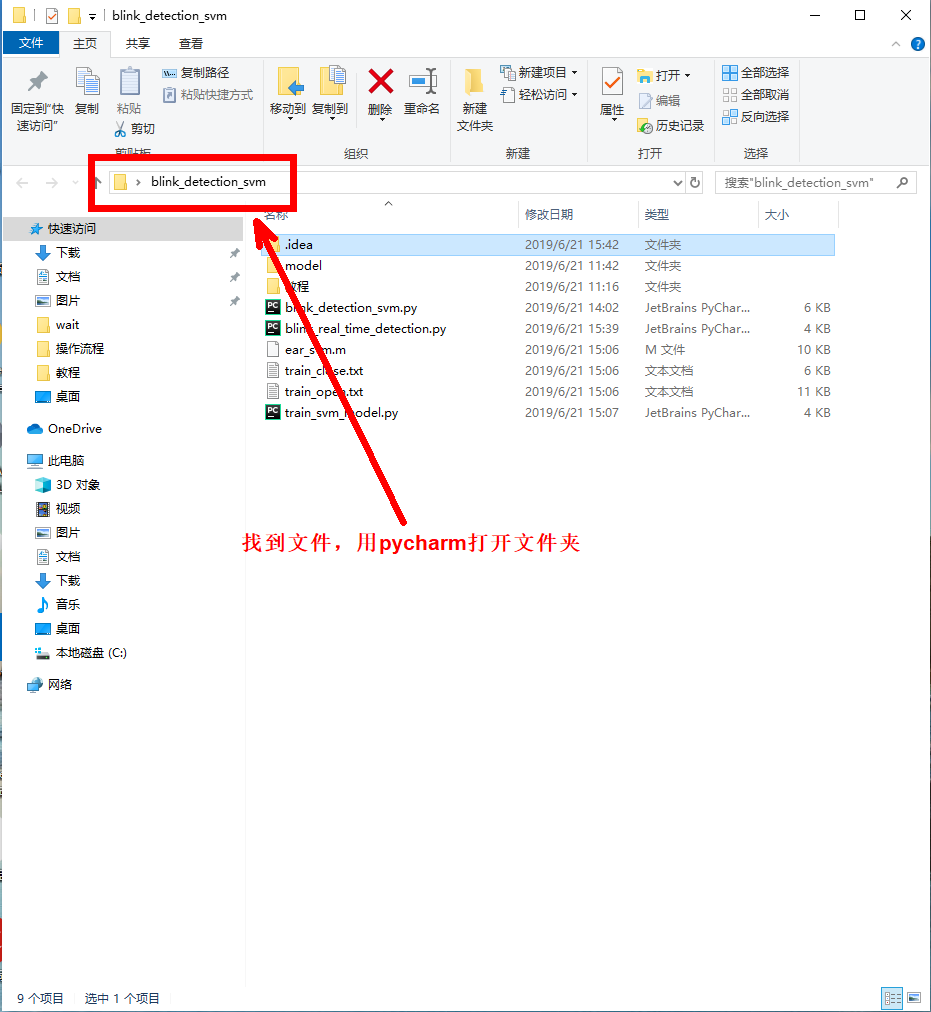 blink_detection_svm
文件 主页 共享 查看
固定到“快速访问” 复制 粘贴 复制路径 粘贴快捷方式 剪切
移动到 复制到 删除 重命名
新建文件夹 新建项目 轻松访问
属性 打开 编辑 历史记录
全部选择 全部取消 反向选择
剪贴板 组织 新建 打开 选择
blink_detection_svm 搜索"blink_detection_svm"
名称 修改日期 类型 大小
.idea 2019/6/21 15:42 文件夹
model 2019/6/21 11:42 文件夹
教程 2019/6/21 11:16 文件夹
blink_detection_svm.py 2019/6/21 14:02 JetBrains PyChar... 6 KB
blink_real_time_detection.py 2019/6/21 15:39 JetBrains PyChar... 4 KB
ear_svm.m 2019/6/21 15:06 M 文件 10 KB
train_close.txt 2019/6/21 15:06 文本文档 6 KB
train_open.txt 2019/6/21 15:06 文本文档 11 KB
train_svm_model.py 2019/6/21 15:07 JetBrains PyChar... 4 KB
快速访问
下载
文档
图片
wait
操作流程
教程
桌面
OneDrive
此电脑
3D 对象
视频
图片
文档
下载
音乐
桌面
本地磁盘 (C:)
网络
找到文件，用pycharm打开文件夹
9 个项目 选中 1 个项目